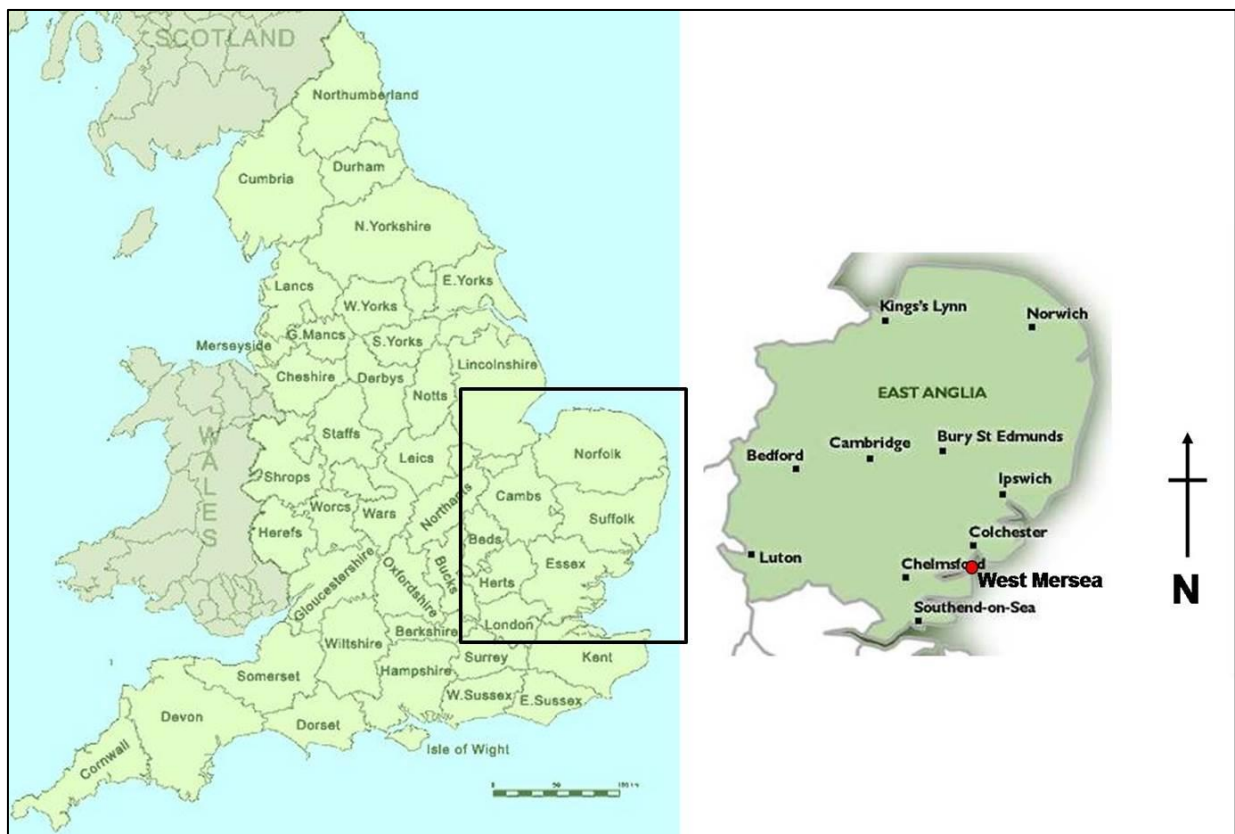 SCOTLAND
Northumberland
Durham
Cumbria
N.Yorkshire
Lancs
E.Yorks
W.Yorks
G.Mancs
S.Yorks
Merseyside
Lincolnshire
Cheshire
Derbys
Notts
WALES
Staffs
Norfolk
Leics
Shrops
Cambs
Northants
Worcs
Wars
Suffolk
Herefs
Beds
Bucks
Essex
Gloucestershire
Oxfordshire
Herts
London
Berkshire
Wiltshire
Surrey
Kent
Hampshire
Somerset
W.Sussex
E.Sussex
Devon
Dorset
Cornwall
Isle of Wight
0
50
King's Lynn
Norwich
EAST ANGLIA
Cambridge
Bury St Edmunds
Bedford
Ipswich
Colchester
Luton
Chelmsford
West Mersea
Southend-on-Sea
N